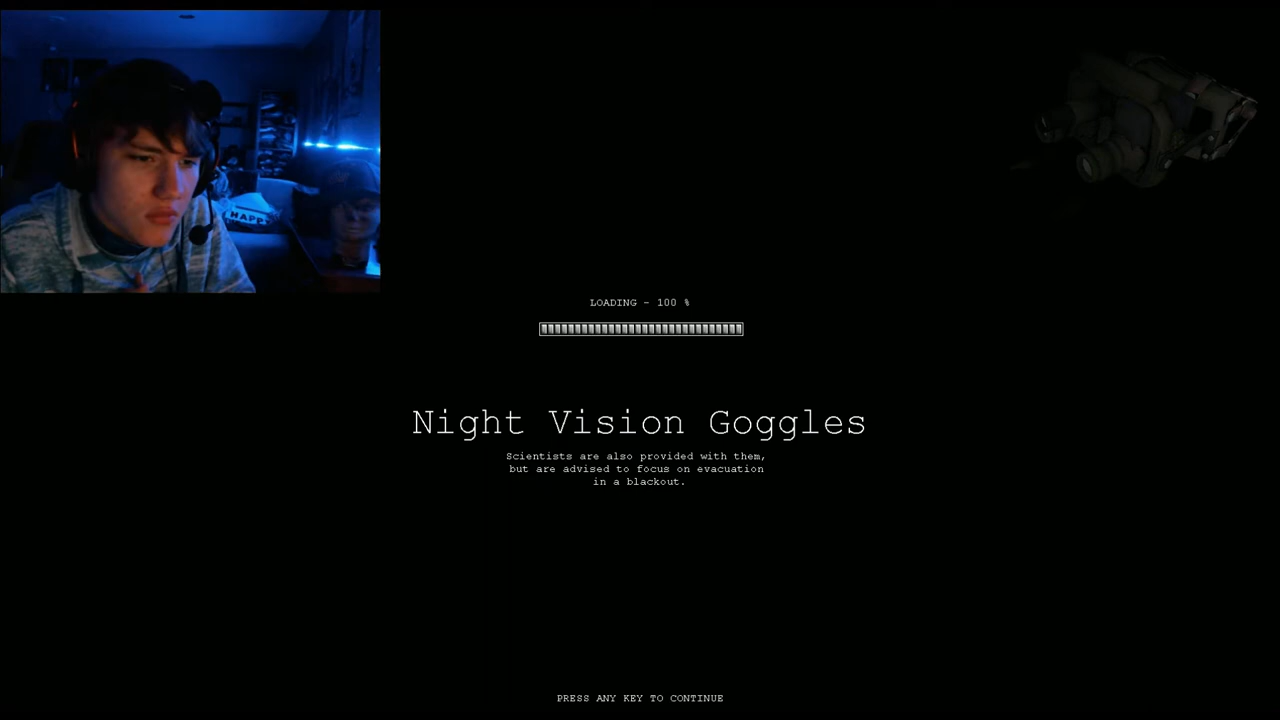 HAPP
LOADING - 100 %
Night Vision Goggles
Scientists are also provided with them,
but are advised to focus on evacuation
in a blackout.
PRESS ANY KEY TO CONTINUE